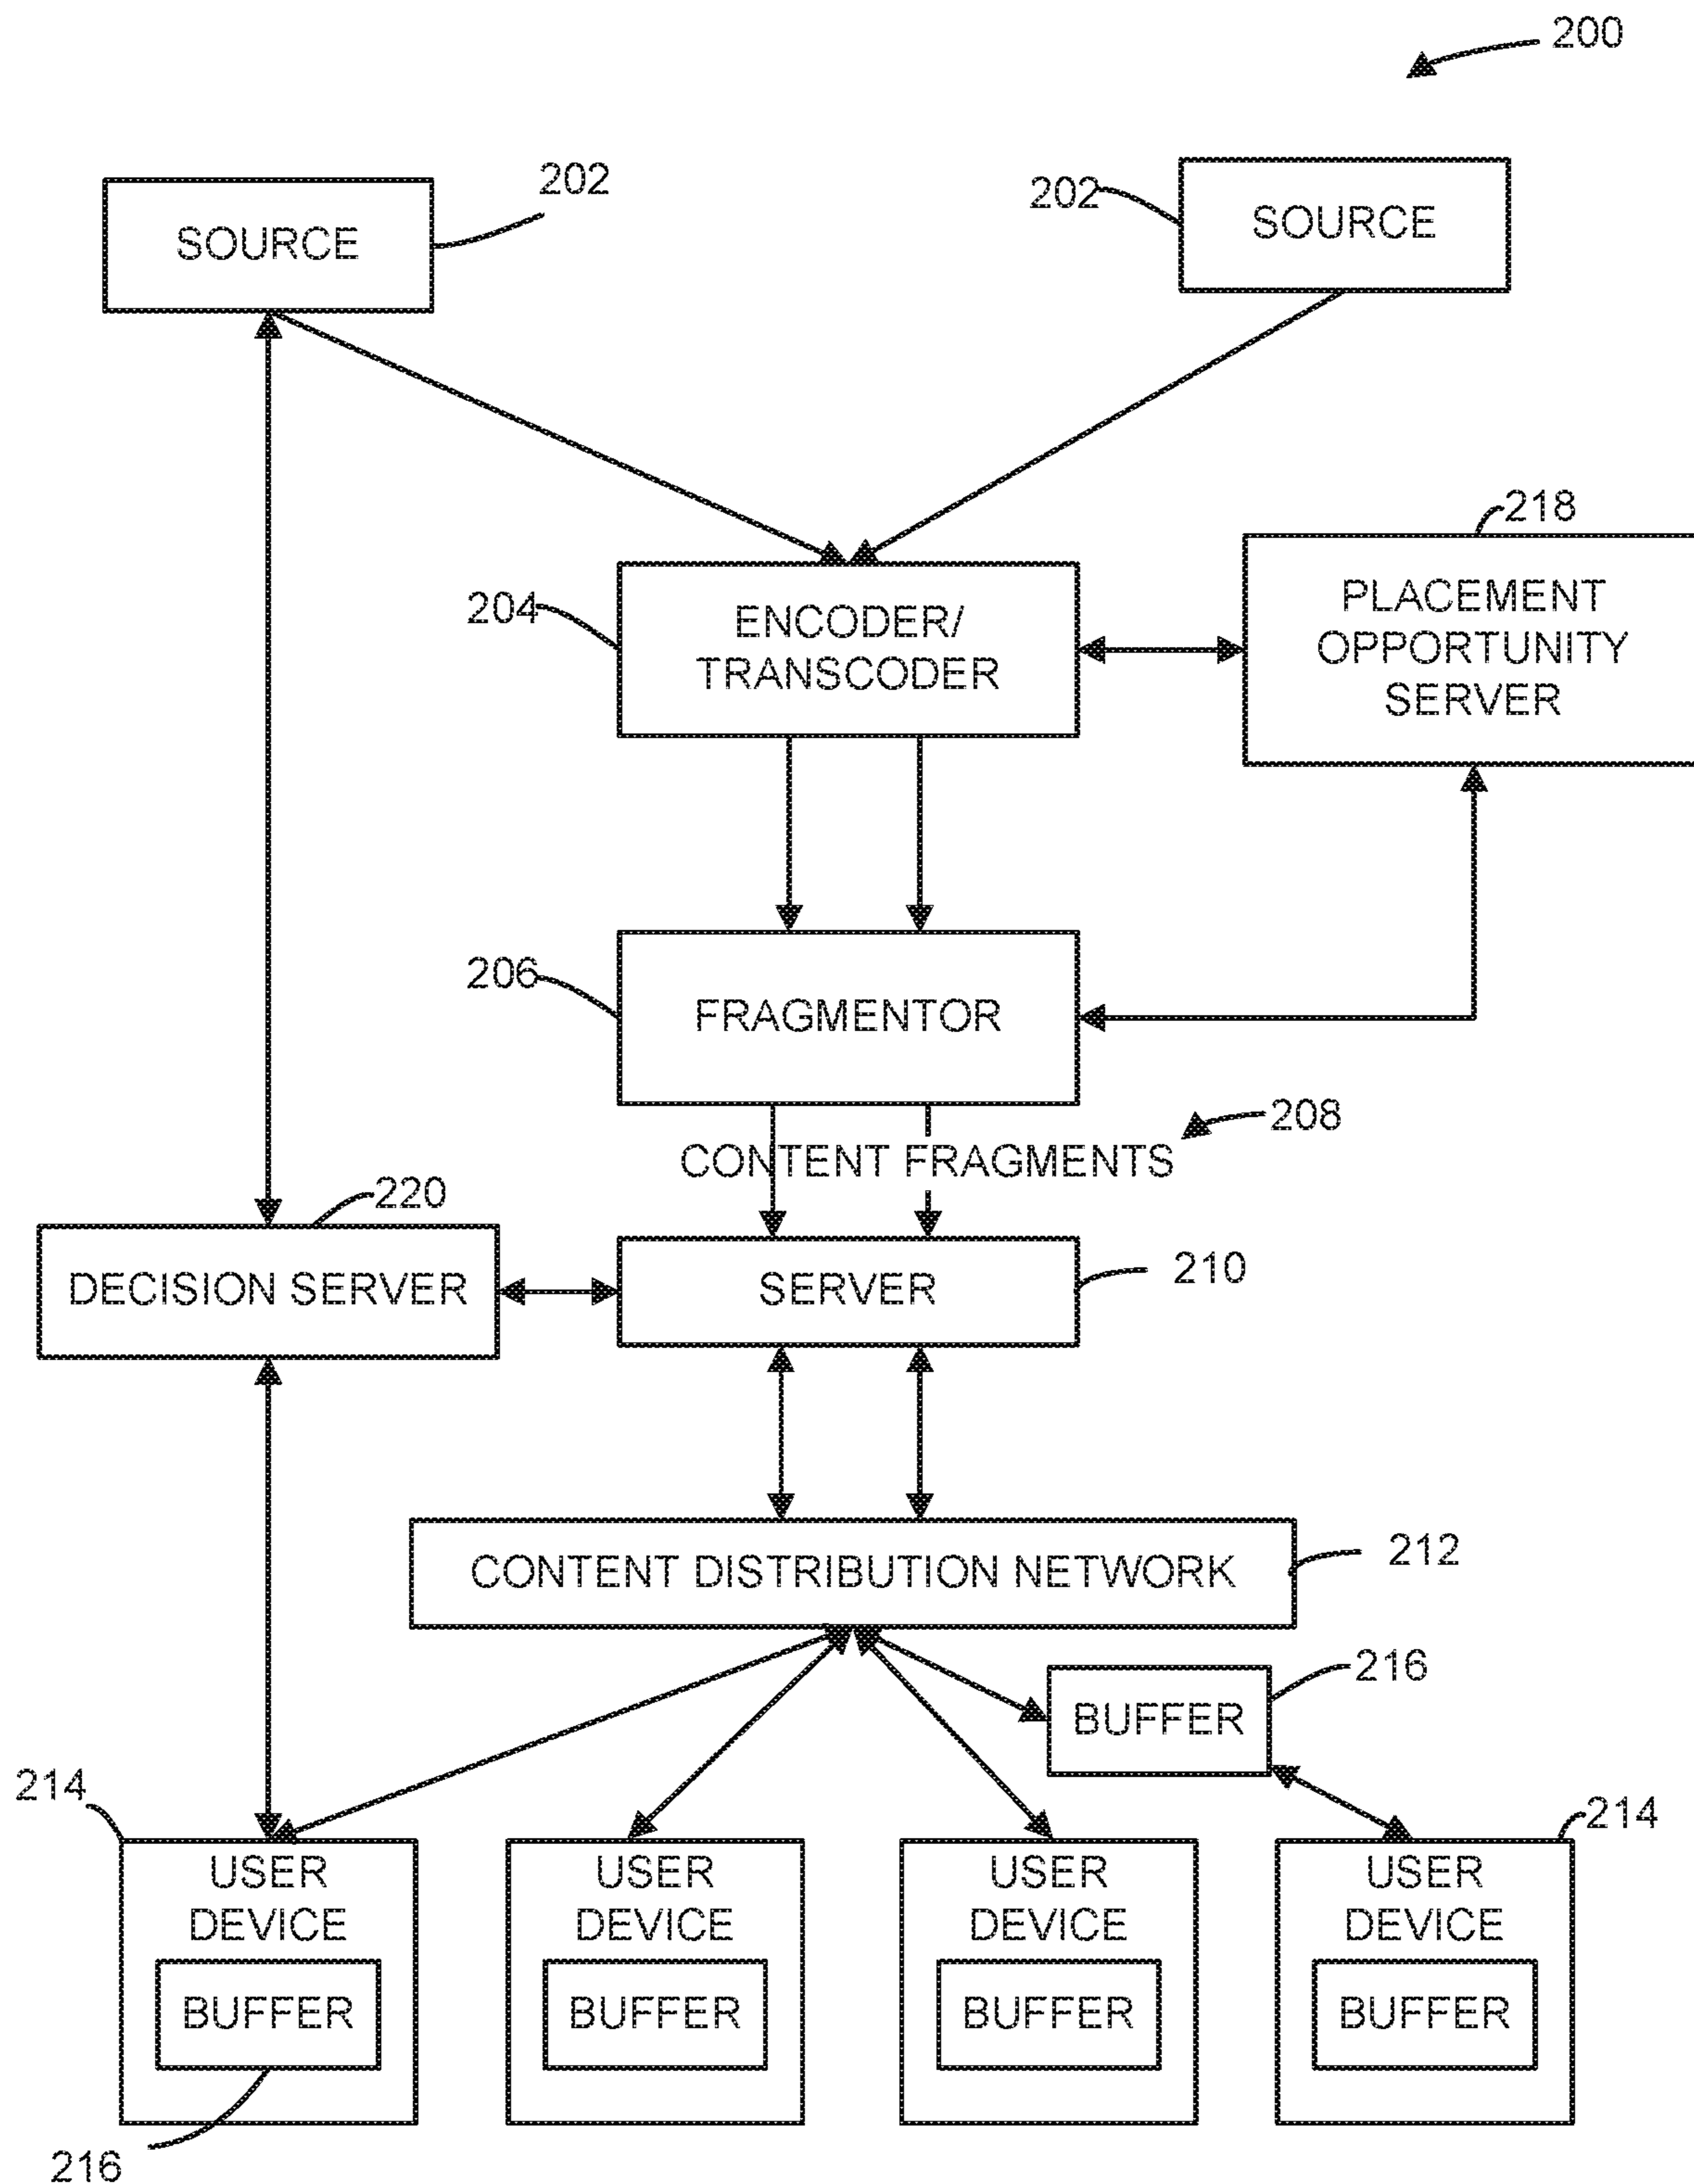 200
202
SOURCE
202
SOURCE
218
204
ENCODER/
TRANSCODER
PLACEMENT
OPPORTUNITY
SERVER
206
FRAGMENTOR
208
CONTENT FRAGMENTS
220
DECISION SERVER
SERVER
210
CONTENT DISTRIBUTION NETWORK
212
216
BUFFER
214
214
USER
DEVICE
BUFFER
USER
DEVICE
BUFFER
USER
DEVICE
BUFFER
USER
DEVICE
BUFFER
216